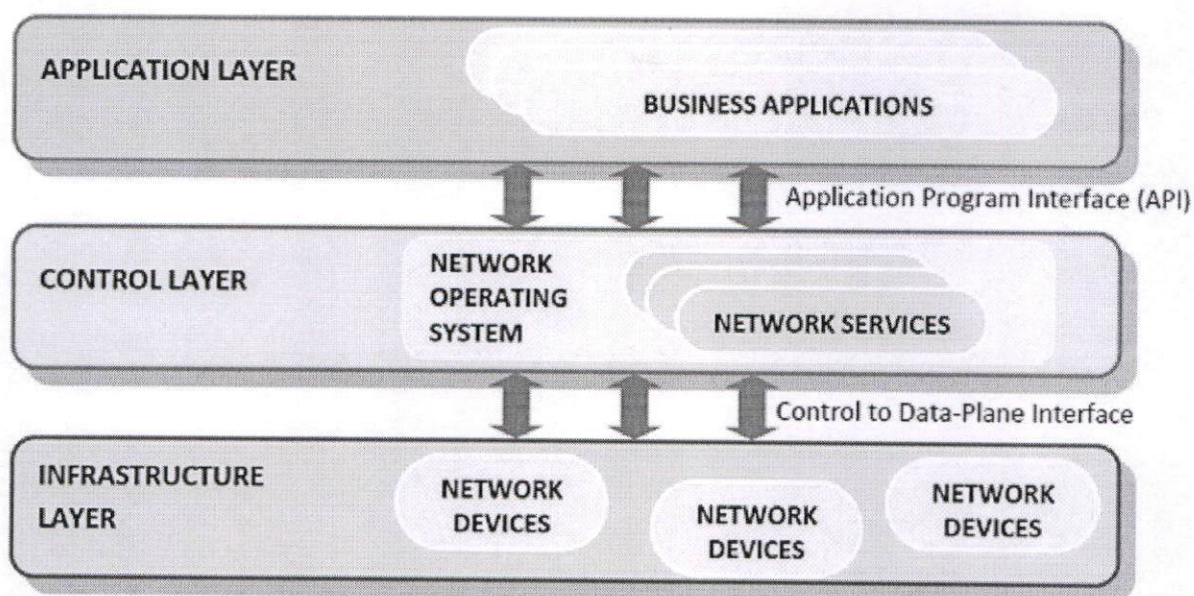 APPLICATION LAYER
BUSINESS APPLICATIONS
Application Program Interface (API)
CONTROL LAYER
NETWORK
OPERATING
SYSTEM
NETWORK SERVICES
Control to Data-Plane Interface
INFRASTRUCTURE
LAYER
NETWORK
DEVICES
NETWORK
DEVICES
NETWORK
DEVICES